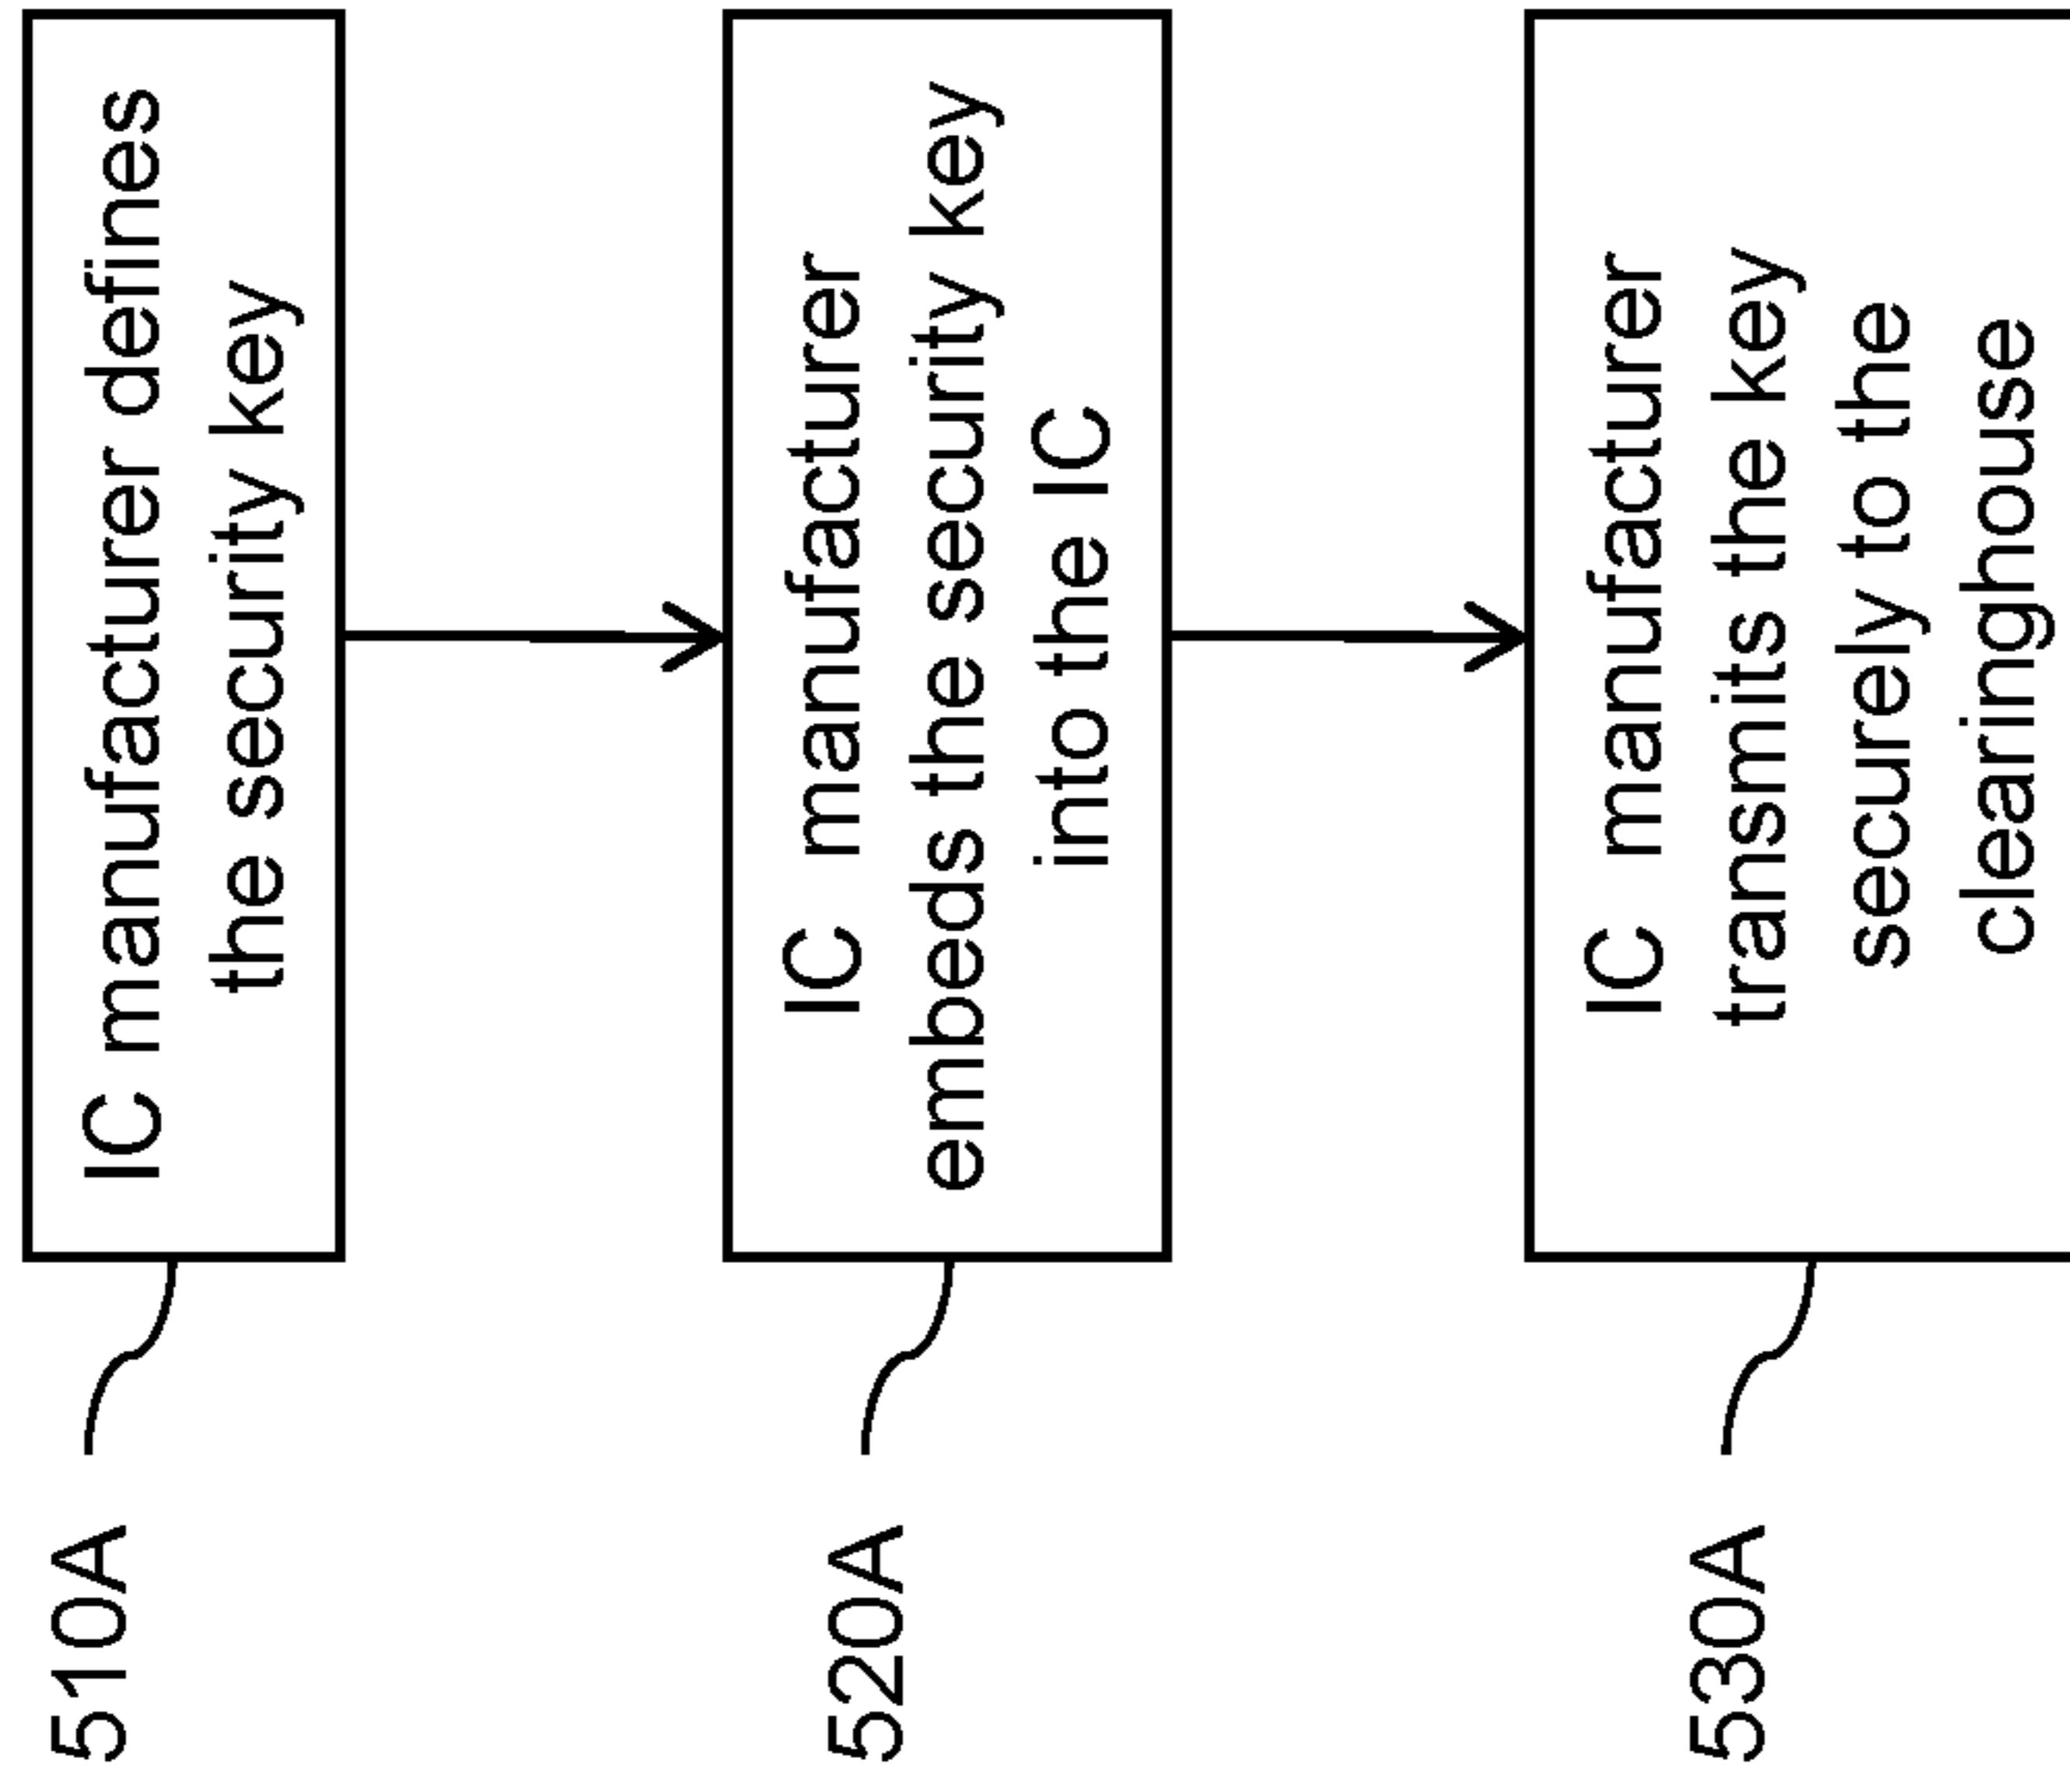 510A
IC manufacturer defines
the security key
520A
IC manufacturer
embeds the security key
into the IC
530A
IC manufacturer
transmits the key
securely to the
clearinghouse